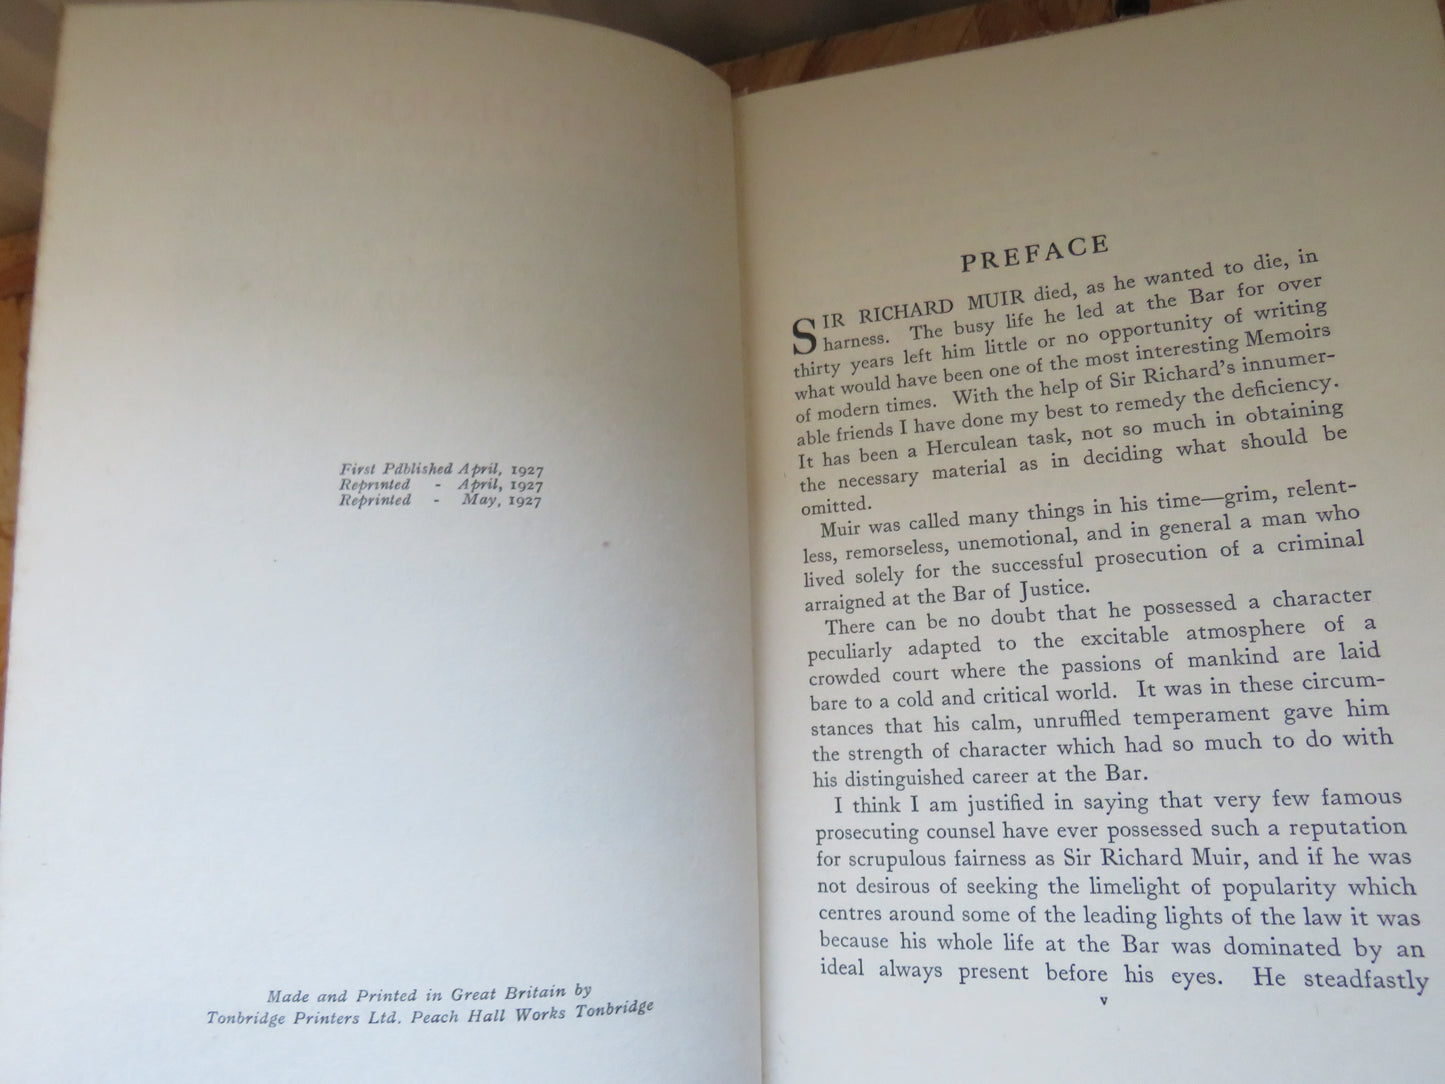 First Pdblished April, 1927
Reprinted - April, 1927
Reprinted - May, 1927
Made and Printed in Great Britain by
Tonbridge Printers Ltd. Peach Hall Works Tonbridge
PREFACE
SIR RICHARD MUIR died, as he wanted to die, in
harness. The busy life he led at the Bar for over
thirty years left him little or no opportunity of writing
what would have been one of the most interesting Memoirs
of modern times. With the help of Sir Richard's innumer-
able friends I have done my best to remedy the deficiency.
It has been a Herculean task, not so much in obtaining
the necessary material as in deciding what should be
omitted.
Muir was called many things in his time—grim, relent-
less, remorseless, unemotional, and in general a man who
lived solely for the successful prosecution of a criminal
arraigned at the Bar of Justice.
There can be no doubt that he possessed a character
peculiarly adapted to the excitable atmosphere of a
crowded court where the passions of mankind are laid
bare to a cold and critical world. It was in these circum-
stances that his calm, unruffled temperament gave him
the strength of character which had so much to do with
his distinguished career at the Bar.
I think I am justified in saying that very few famous
prosecuting counsel have ever possessed such a reputation
for scrupulous fairness as Sir Richard Muir, and if he was
not desirous of seeking the limelight of popularity which
centres around some of the leading lights of the law it was
because his whole life at the Bar was dominated by an
ideal always present before his eyes. He steadfastly
v